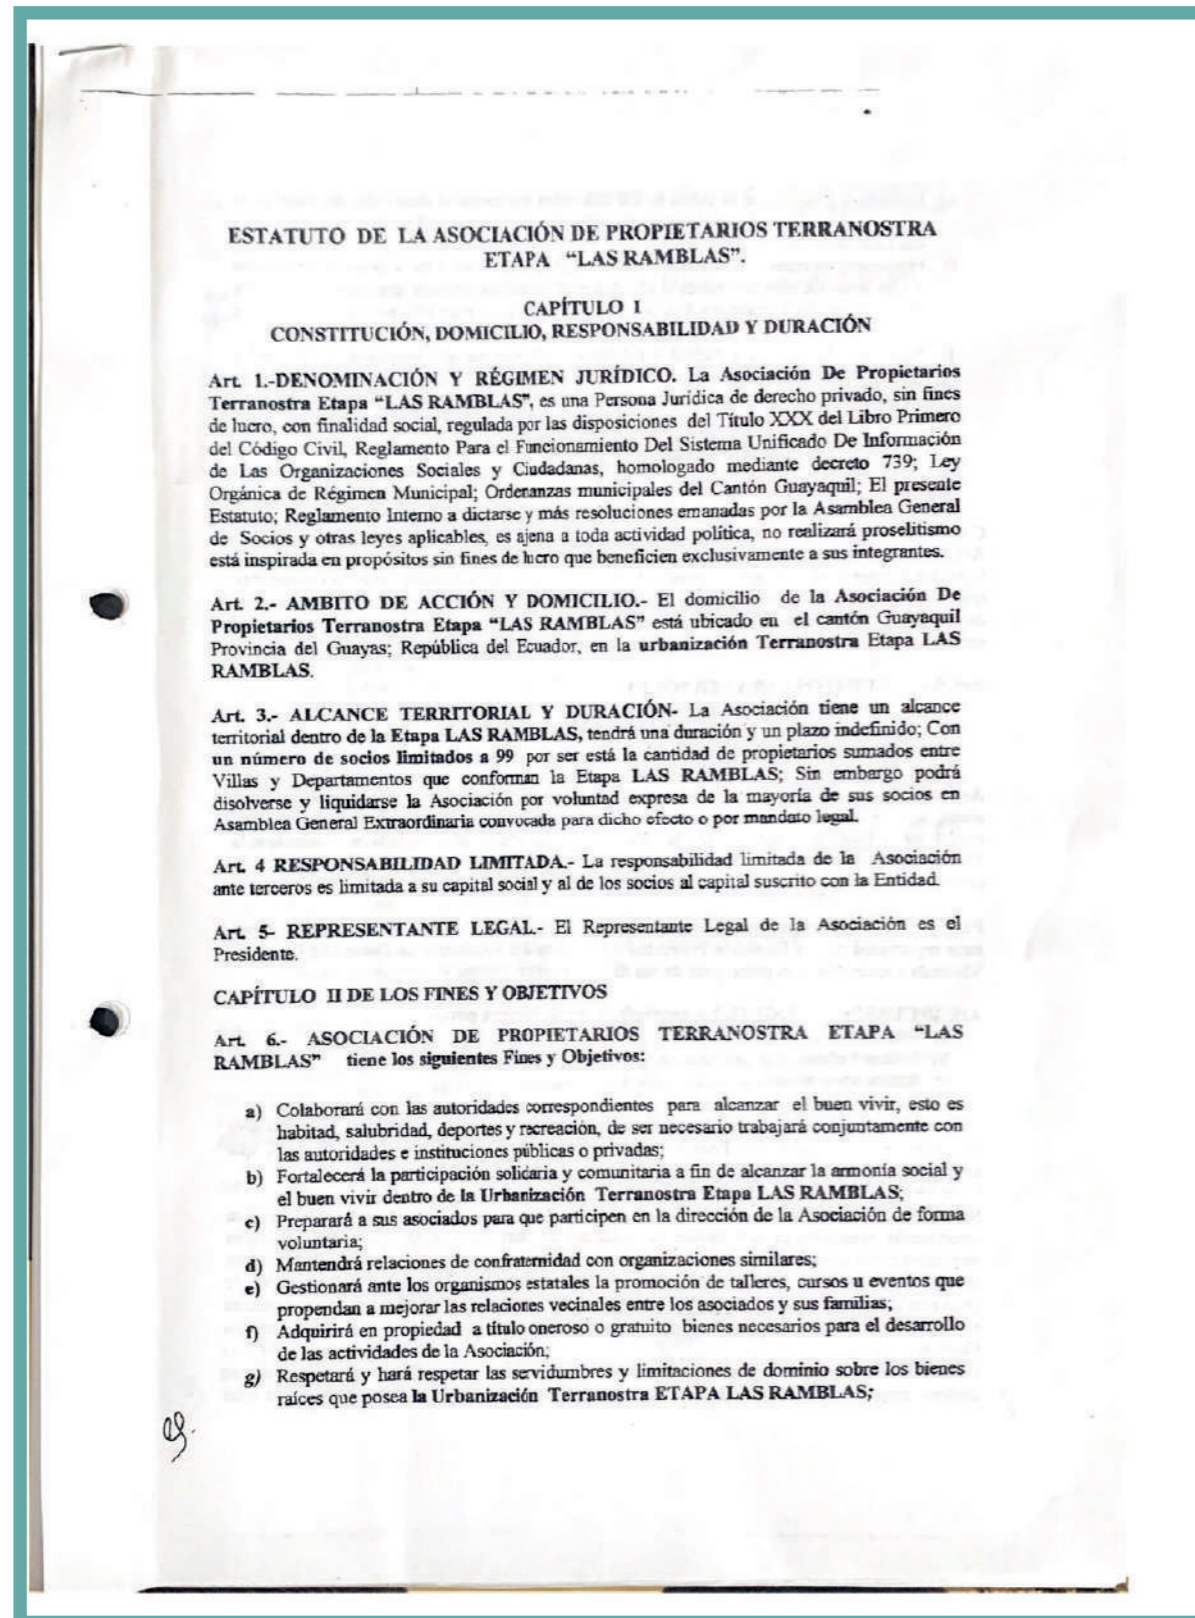 ESTATUTO DE LA ASOCIACIÓN DE PROPIETARIOS TERRANOSTRA
ETAPA "LAS RAMBLAS".
CAPÍTULO I
CONSTITUCIÓN, DOMICILIO, RESPONSABILIDAD Y DURACIÓN
Art. 1.-DENOMINACIÓN Y RÉGIMEN JURÍDICO. La Asociación De Propietarios
Terranostra Etapa "LAS RAMBLAS", es una Persona Jurídica de derecho privado, sin fines
de lucro, con finalidad social, regulada por las disposiciones del Título XXX del Libro Primero
del Código Civil, Reglamento Para el Funcionamiento Del Sistema Unificado De Información
de Las Organizaciones Sociales y Ciudadanas, homologado mediante decreto 739; Ley
Orgánica de Régimen Municipal; Ordenanzas municipales del Cantón Guayaquil; El presente
Estatuto; Reglamento Interno a dictarse y más resoluciones emanadas por la Asamblea General
de Socios y otras leyes aplicables, es ajena a toda actividad política, no realizará proselitismo
está inspirada en propósitos sin fines de lucro que beneficien exclusivamente a sus integrantes.
Art. 2.- AMBITO DE ACCIÓN Y DOMICILIO.- El domicilio de la Asociación De
Propietarios Terranostra Etapa "LAS RAMBLAS" está ubicado en el cantón Guayaquil
Provincia del Guayas; República del Ecuador, en la urbanización Terranostra Etapa LAS
RAMBLAS.
Art. 3.- ALCANCE TERRITORIAL Y DURACIÓN- La Asociación tiene un alcance
territorial dentro de la Etapa LAS RAMBLAS, tendrá una duración y un plazo indefinido; Con
un número de socios limitados a 99 por ser está la cantidad de propietarios sumados entre
Villas y Departamentos que conforman la Etapa LAS RAMBLAS; Sin embargo podrá
disolverse y liquidarse la Asociación por voluntad expresa de la mayoría de sus socios en
Asamblea General Extraordinaria convocada para dicho efecto o por mandato legal.
Art. 4 RESPONSABILIDAD LIMITADA.- La responsabilidad limitada de la Asociación
ante terceros es limitada a su capital social y al de los socios al capital suscrito con la Entidad.
Art. 5- REPRESENTANTE LEGAL.- El Representante Legal de la Asociación es el
Presidente.
CAPÍTULO II DE LOS FINES Y OBJETIVOS
Art. 6.- ASOCIACIÓN DE PROPIETARIOS TERRANOSTRA ETAPA "LAS
RAMBLAS" tiene los siguientes Fines y Objetivos:
a) Colaborará con las autoridades correspondientes para alcanzar el buen vivir, esto es
habitad, salubridad, deportes y recreación, de ser necesario trabajará conjuntamente con
las autoridades e instituciones públicas o privadas;
b) Fortalecerá la participación solidaria y comunitaria a fin de alcanzar la armonía social y
el buen vivir dentro de la Urbanización Terranostra Etapa LAS RAMBLAS;
c) Preparará a sus asociados para que participen en la dirección de la Asociación de forma
voluntaria;
d) Mantendrá relaciones de confraternidad con organizaciones similares;
e) Gestionará ante los organismos estatales la promoción de talleres, cursos u eventos que
propendan a mejorar las relaciones vecinales entre los asociados y sus familias;
f) Adquirirá en propiedad a título oneroso o gratuito bienes necesarios para el desarrollo
de las actividades de la Asociación;
g) Respetará y hará respetar las servidumbres y limitaciones de dominio sobre los bienes
raíces que posea la Urbanización Terranostra ETAPA LAS RAMBLAS;